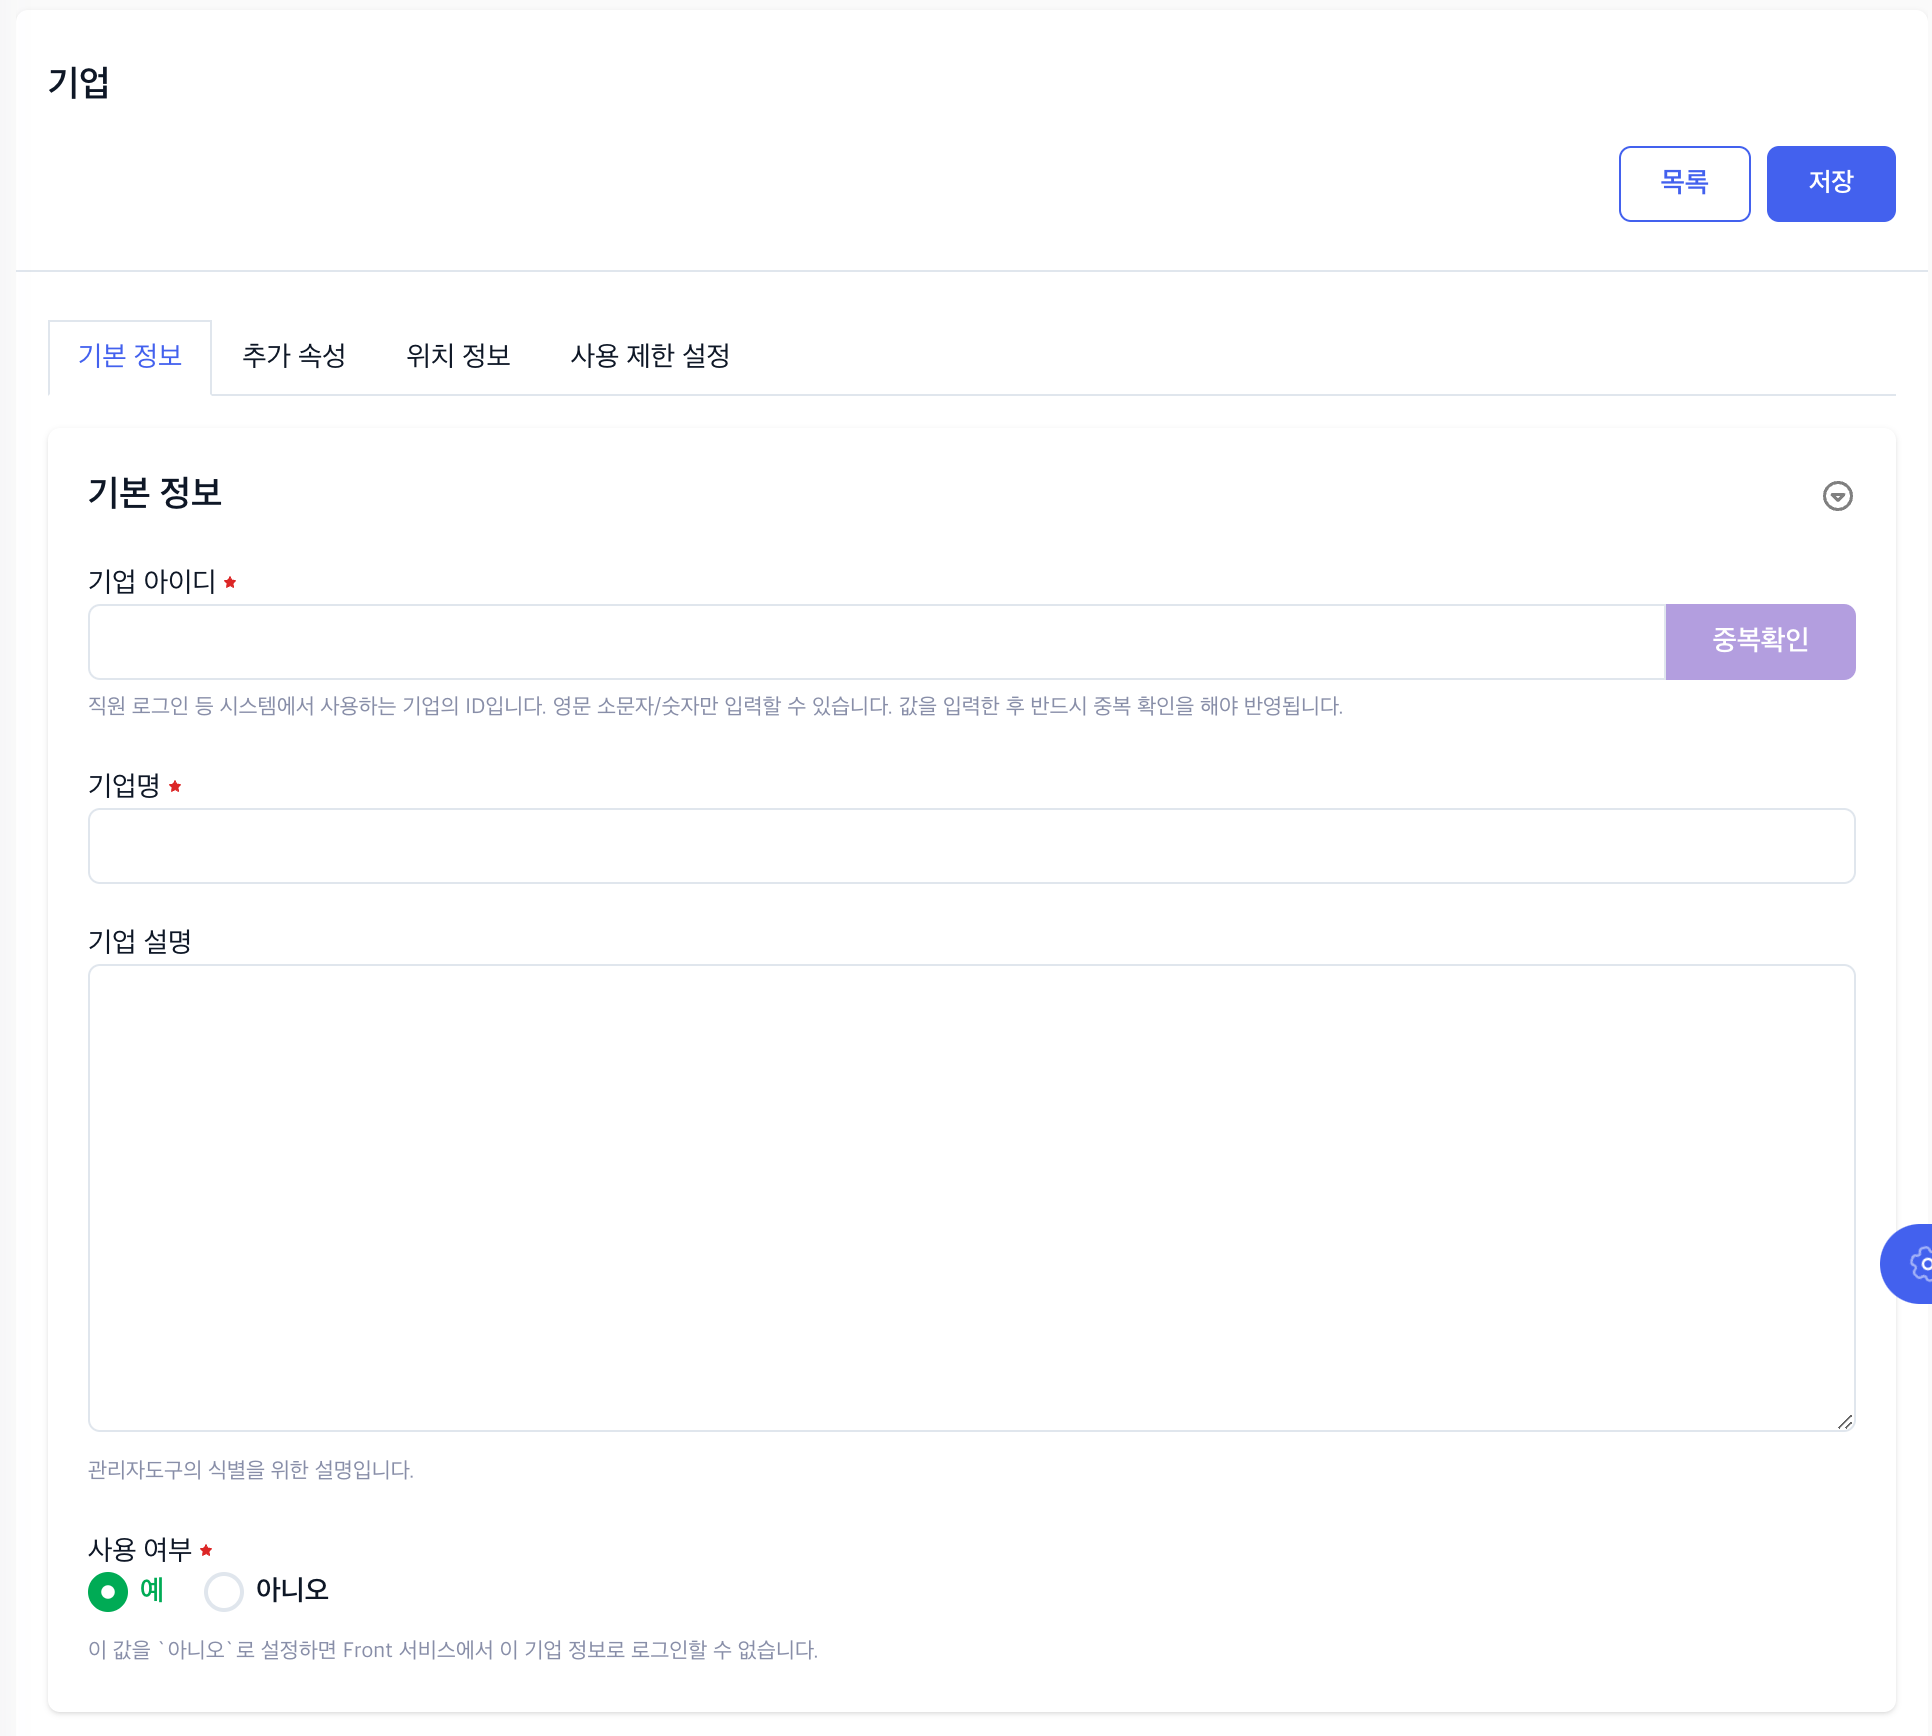 기업
목록 저장
기본 정보 추가 속성 위치 정보 사용 제한 설정
기본 정보
기업 아이디
중복확인
직원 로그인 등 시스템에서 사용하는 기업의 ID입니다. 영문 소문자/숫자만 입력할 수 있습니다. 값을 입력한 후 반드시 중복 확인을 해야 반영됩니다.
기업명
기업 설명
관리자도구의 식별을 위한 설명입니다.
사용 여부
예 아니오
이 값을 `아니오`로 설정하면 Front 서비스에서 이 기업 정보로 로그인할 수 없습니다.